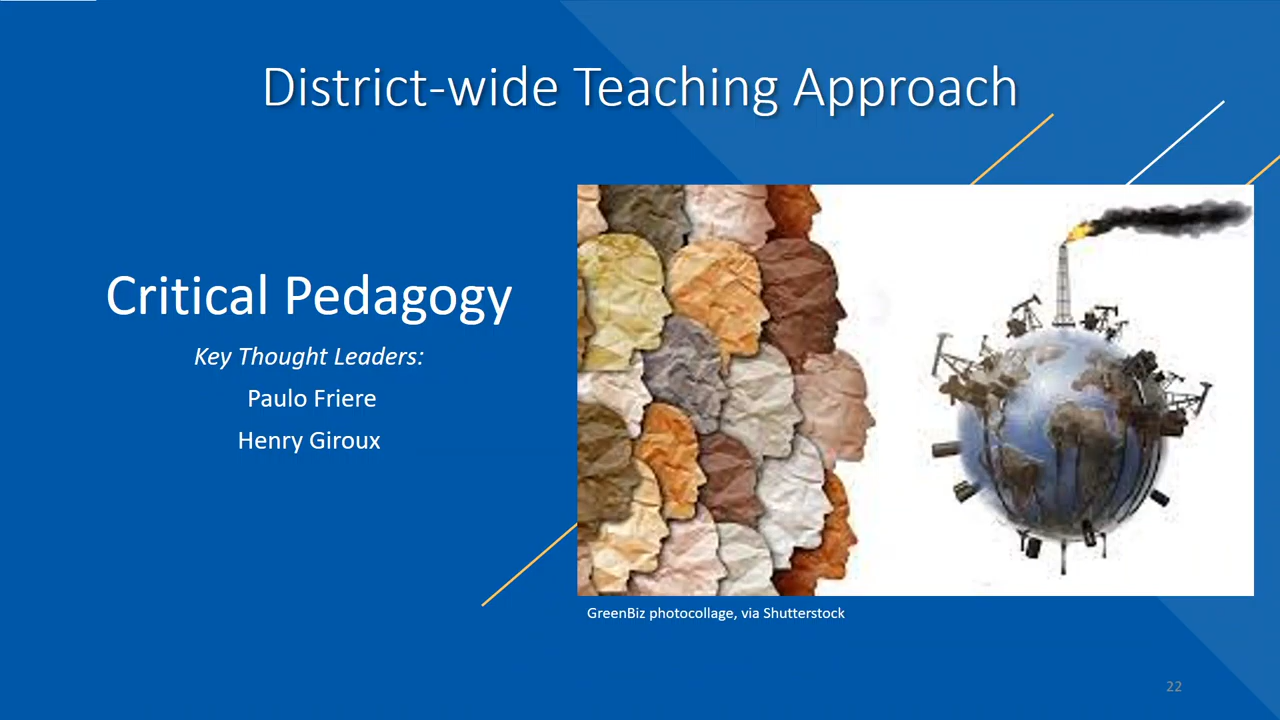 District-wide Teaching Approach
Critical Pedagogy
Key Thought Leaders:
Paulo Friere
Henry Giroux
GreenBiz photocollage, via Shutterstock
22